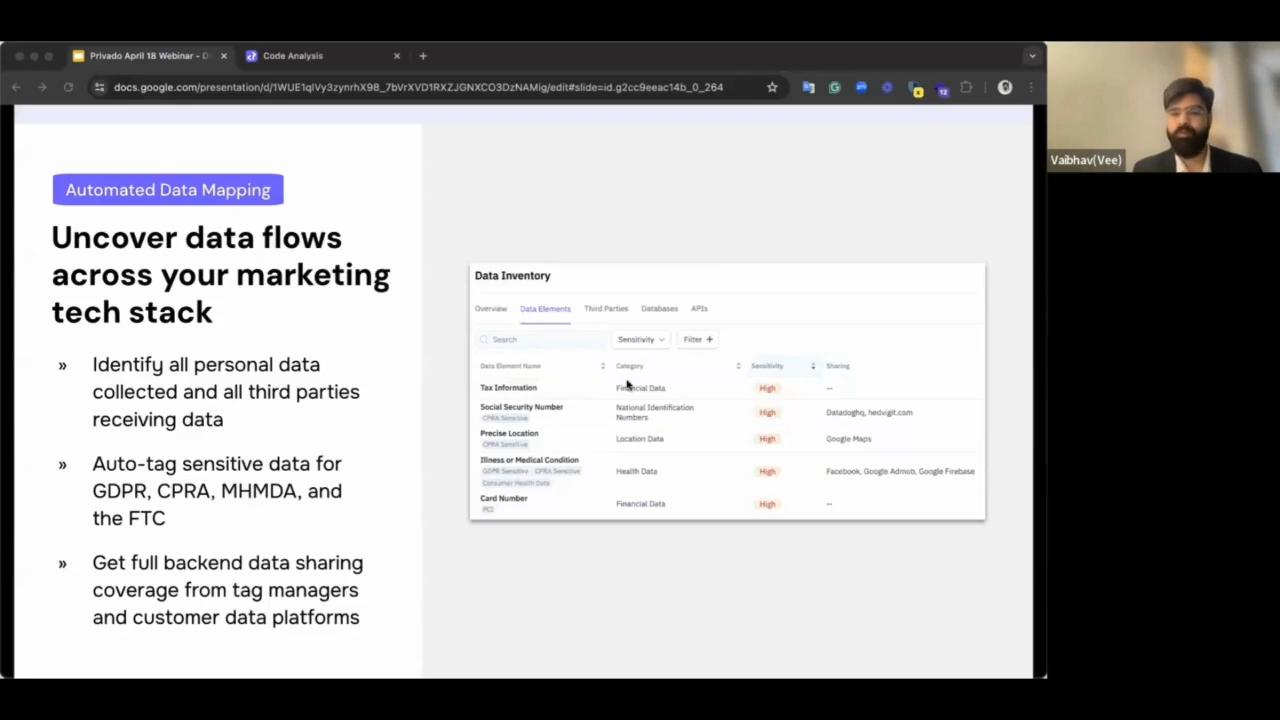 Privado April 18 Webinar - D
Code Analysis
docs.google.com/presentation/d/1WUE1qlVy3zynrhX9B_7bVrXVD1RXZJGNXCO3DzNAMig/edit#slide=id.g2cc9eeac14b_0_264
12
Vaibhav(Vee)
Automated Data Mapping
Uncover data flows
across your marketing
tech stack
» Identify all personal data
collected and all third parties
receiving data
» Auto-tag sensitive data for
GDPR, CPRA, MHMDA, and
the FTC
» Get full backend data sharing
coverage from tag managers
and customer data platforms
Data Inventory
Overview Data Elements Third Parties Databases APIs
Search Sensitivity Filter +
Data Element Name Category Sensitivity Sharing
Tax Information Financial Data High --
Social Security Number National Identification Numbers High Datadoghq, hedvigit.com
CPRA Sensitive
Precise Location Location Data High Google Maps
CPRA Sensitive
Illness or Medical Condition Health Data High Facebook, Google Admob, Google Firebase
GDPR Sensitive CPRA Sensitive
Consumer Health Data
Card Number Financial Data High --
PCI